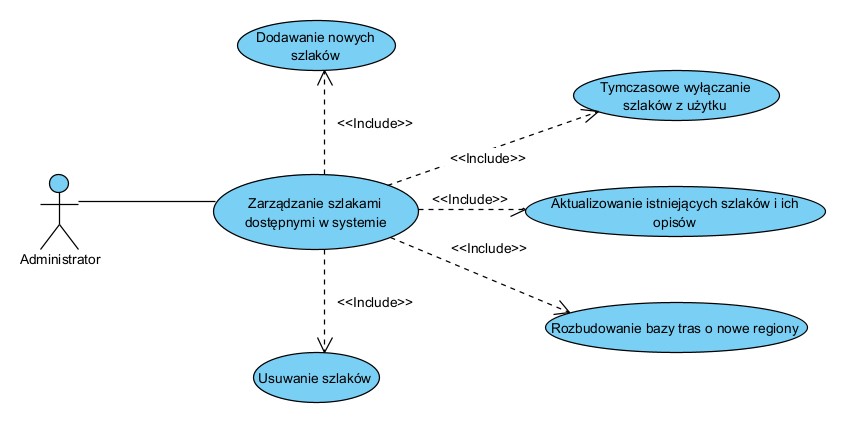 Dodawanie nowych
szlaków
<<Include>>
Tymczasowe wyłączanie
szlaków z użytku
<<Include>>
Zarządzanie szlakami
dostępnymi w systemie
<<Include>>
Aktualizowanie istniejących szlaków i ich
opisów
<<Include>>
Administrator
<<Include>>
Rozbudowanie bazy tras o nowe regiony
Usuwanie szlaków